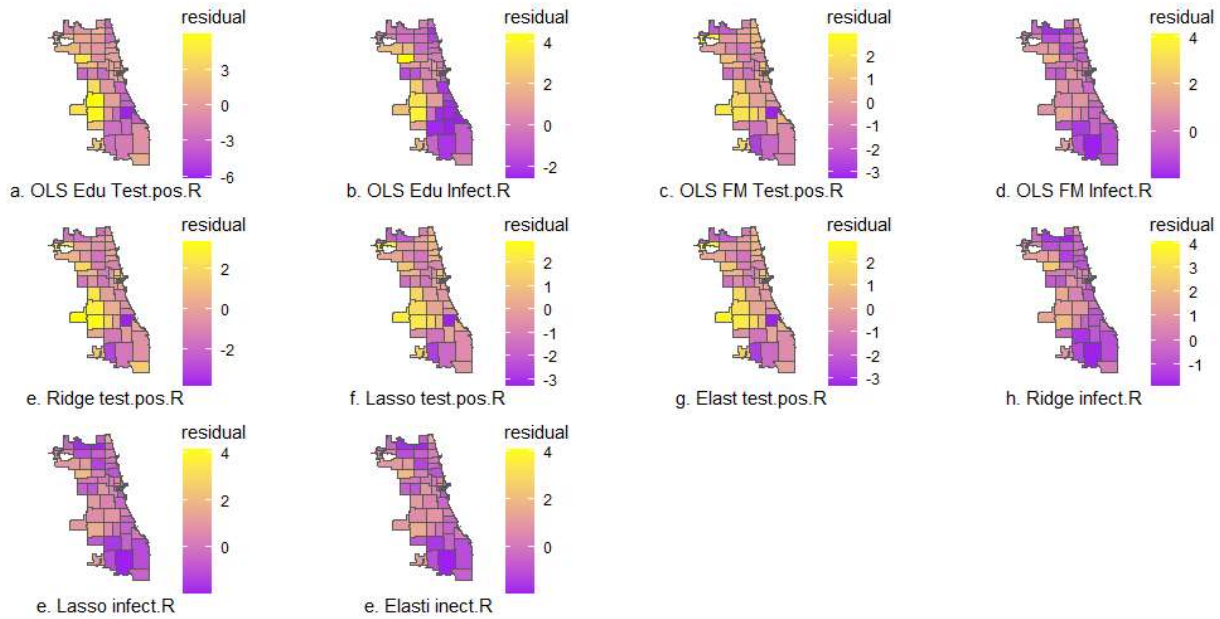 residual
3
0
-3
-6
a. OLS Edu Test.pos.R
residual
4
2
0
-2
b. OLS Edu Infect.R
residual
2
1
0
-1
-2
-3
c. OLS FM Test.pos.R
residual
4
2
0
d. OLS FM Infect.R
residual
2
0
-2
e. Ridge test.pos.R
residual
2
1
0
-1
-2
-3
f. Lasso test.pos.R
residual
2
1
0
-1
-2
-3
g. Elast test.pos.R
residual
4
3
2
1
0
-1
h. Ridge infect.R
residual
4
2
0
e. Lasso infect.R
residual
4
2
0
e. Elasti inect.R